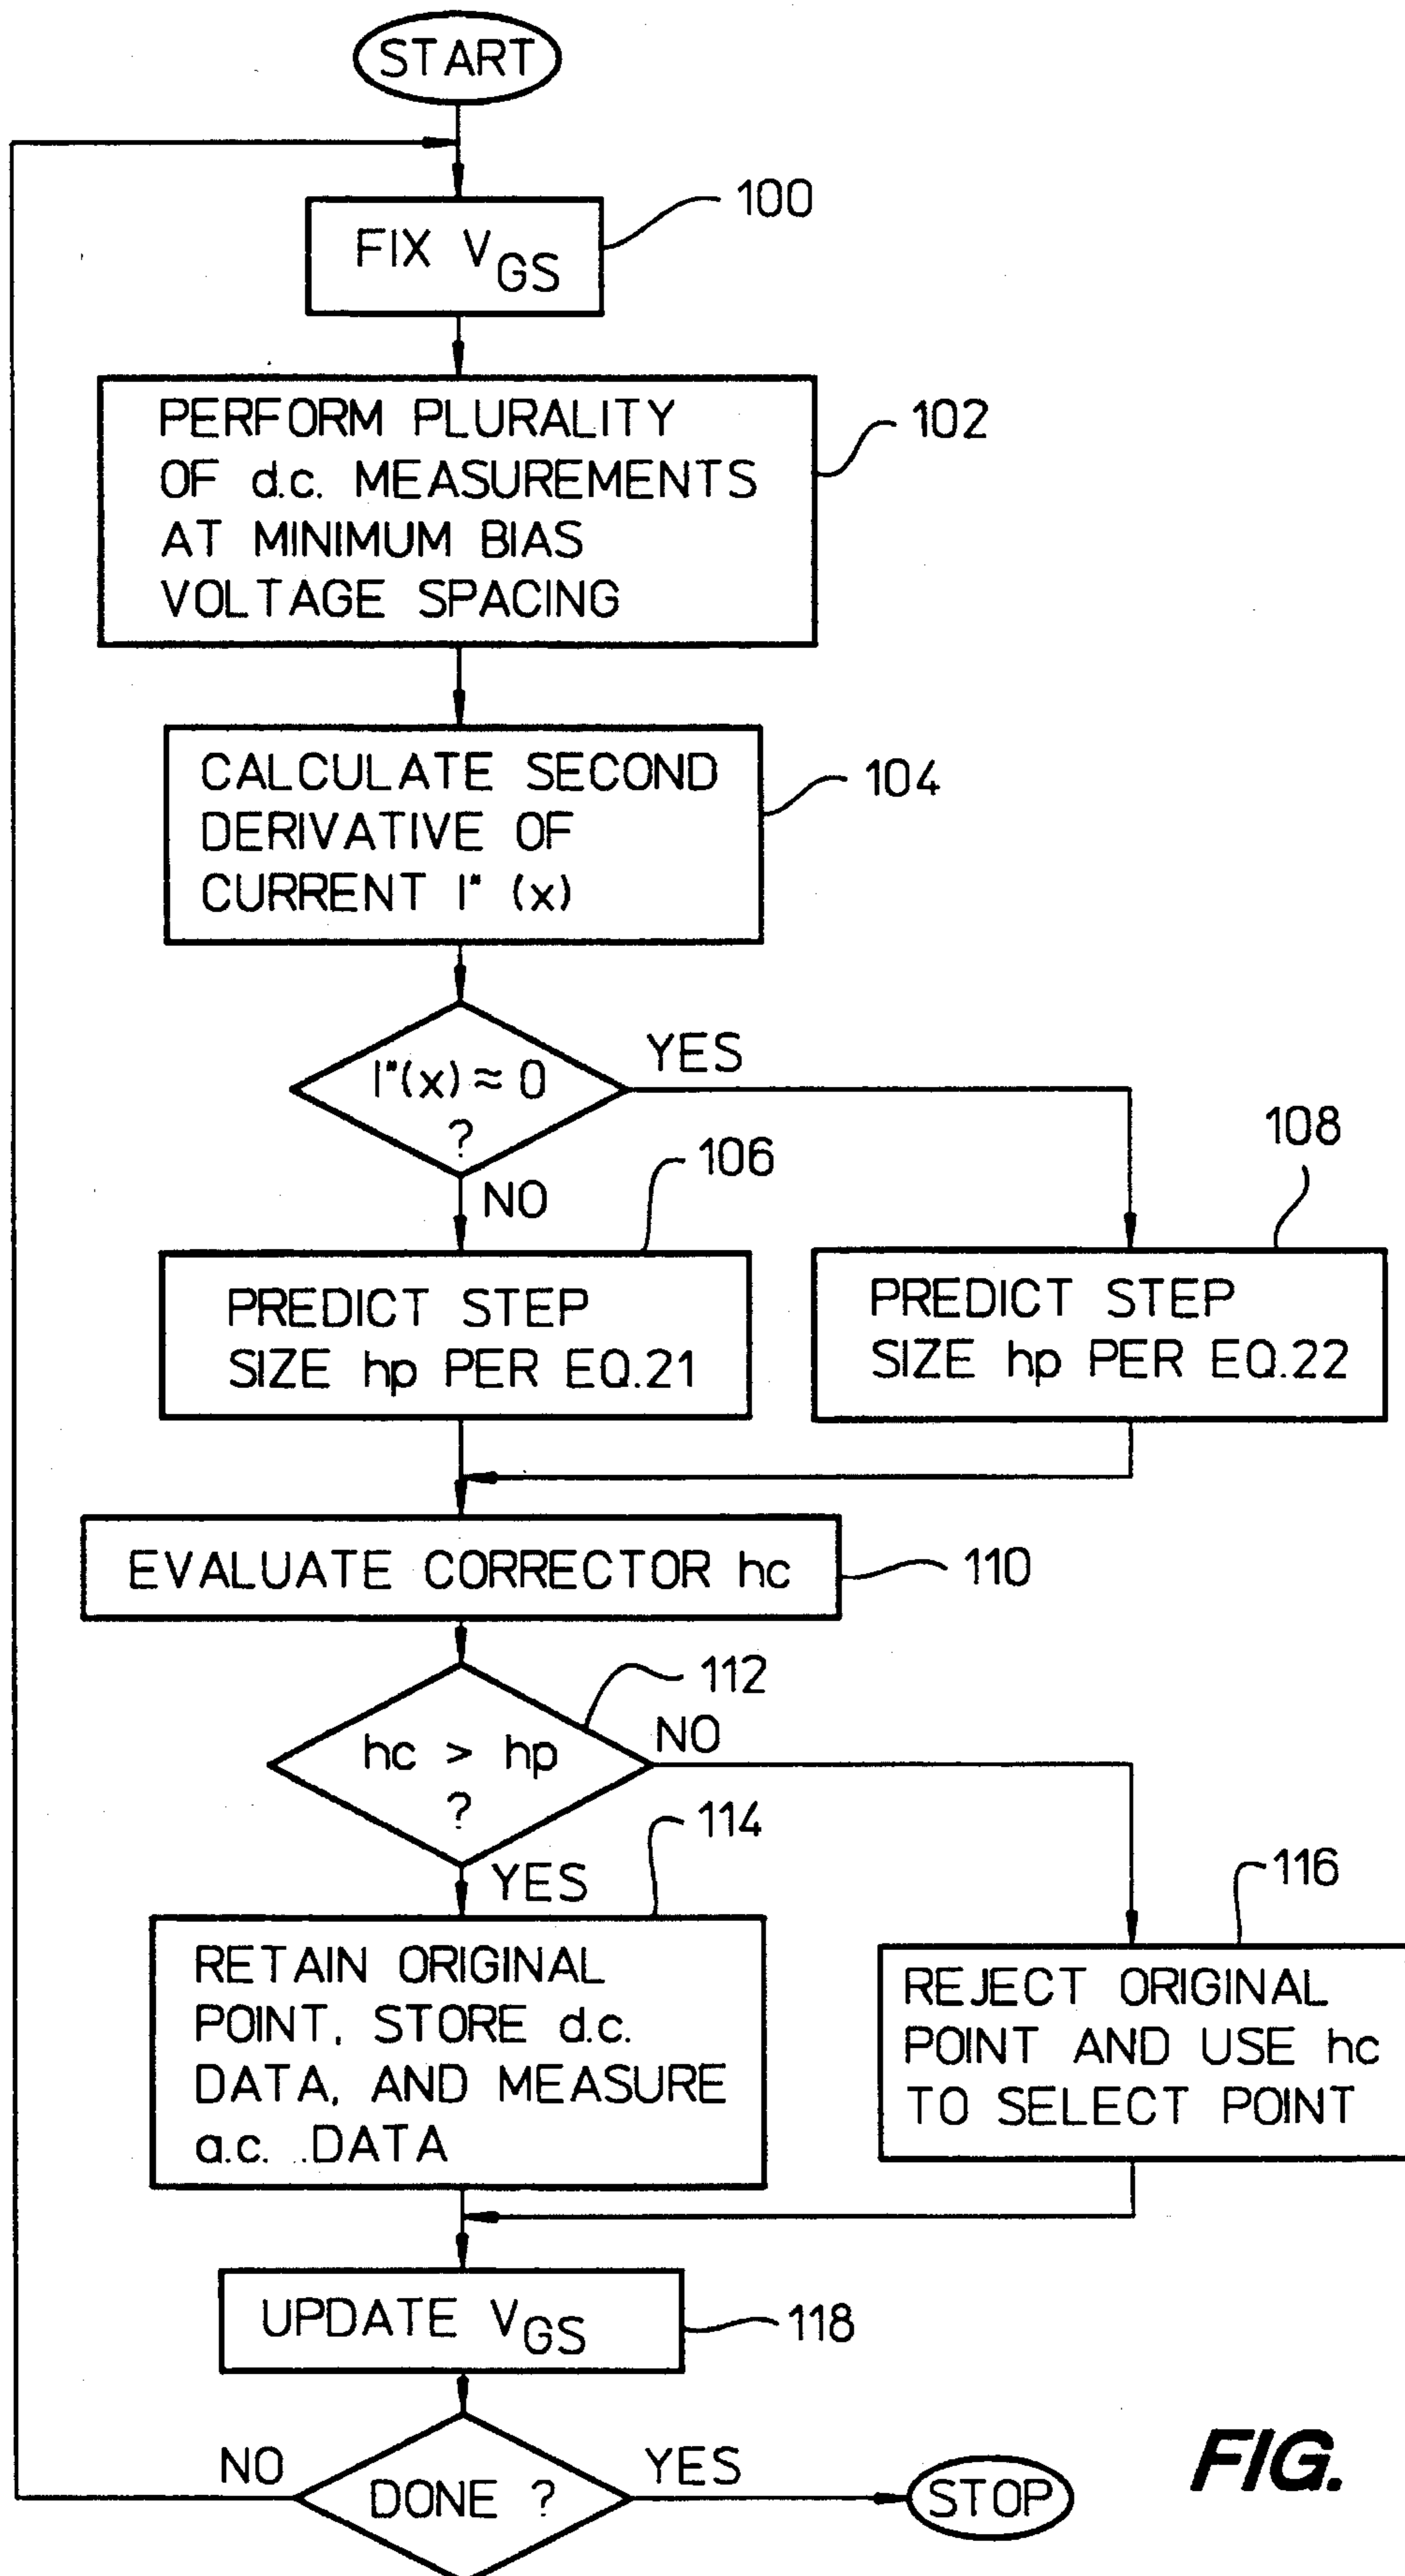 START
100
FIX VGS
PERFORM PLURALITY
OF d.c. MEASUREMENTS
AT MINIMUM BIAS
VOLTAGE SPACING
102
CALCULATE SECOND
DERIVATIVE OF
CURRENT I" (x)
104
I"(x) ≈ 0
?
YES
NO
106
108
PREDICT STEP
SIZE hp PER EQ.21
PREDICT STEP
SIZE hp PER EQ.22
EVALUATE CORRECTOR hc
110
112
hc > hp
?
NO
YES
114
116
RETAIN ORIGINAL
POINT, STORE d.c.
DATA, AND MEASURE
a.c. .DATA
REJECT ORIGINAL
POINT AND USE hc
TO SELECT POINT
UPDATE VGS
118
NO
DONE ?
YES
STOP
FIG.